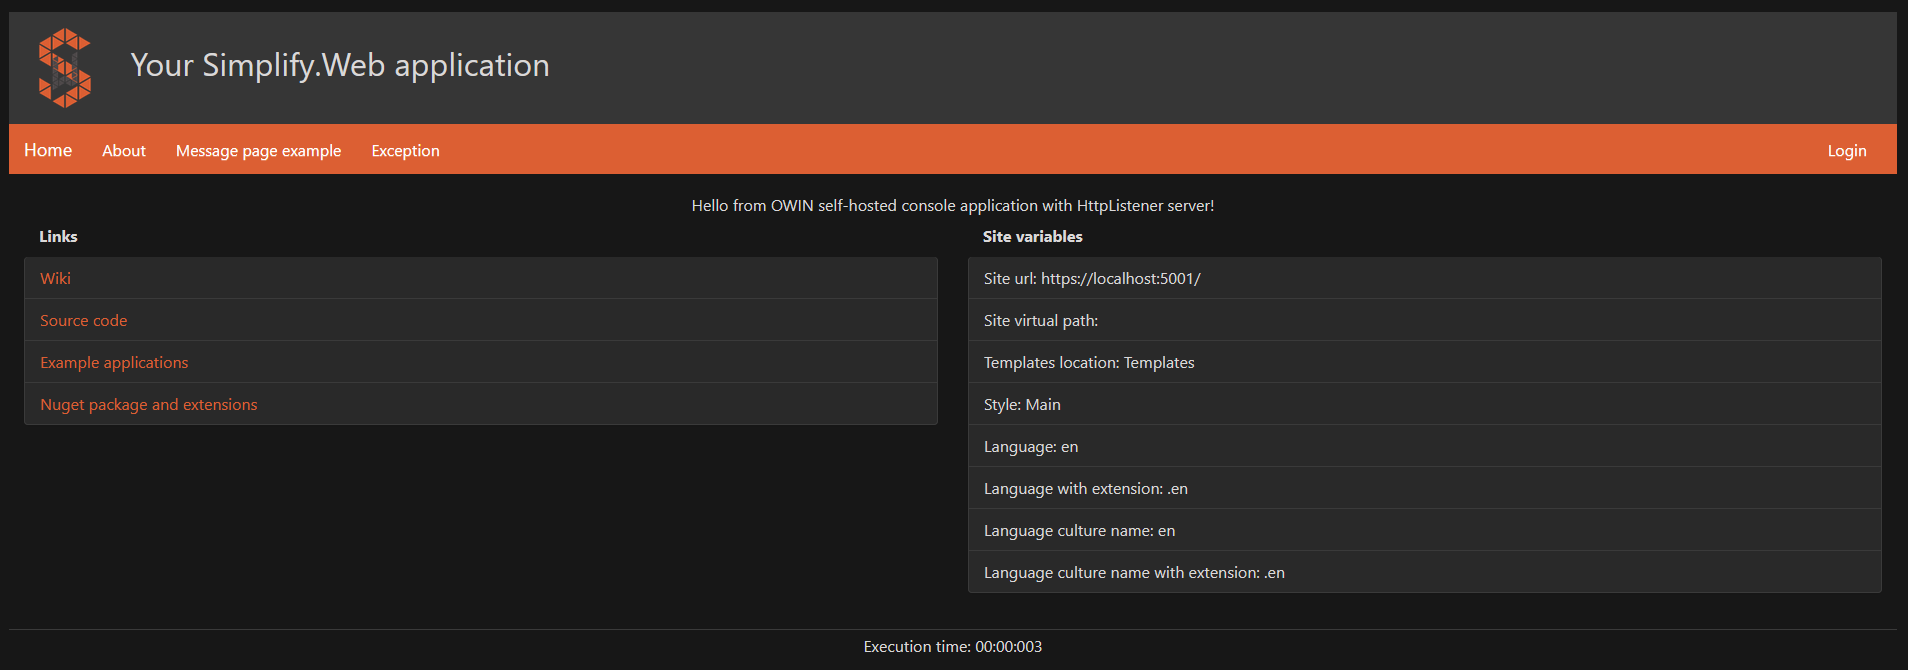 Your Simplify.Web application
Home About Message page example Exception Login
Hello from OWIN self-hosted console application with HttpListener server!
Links
Wiki
Source code
Example applications
Nuget package and extensions
Site variables
Site url: https://localhost:5001/
Site virtual path:
Templates location: Templates
Style: Main
Language: en
Language with extension: .en
Language culture name: en
Language culture name with extension: .en
Execution time: 00:00:003